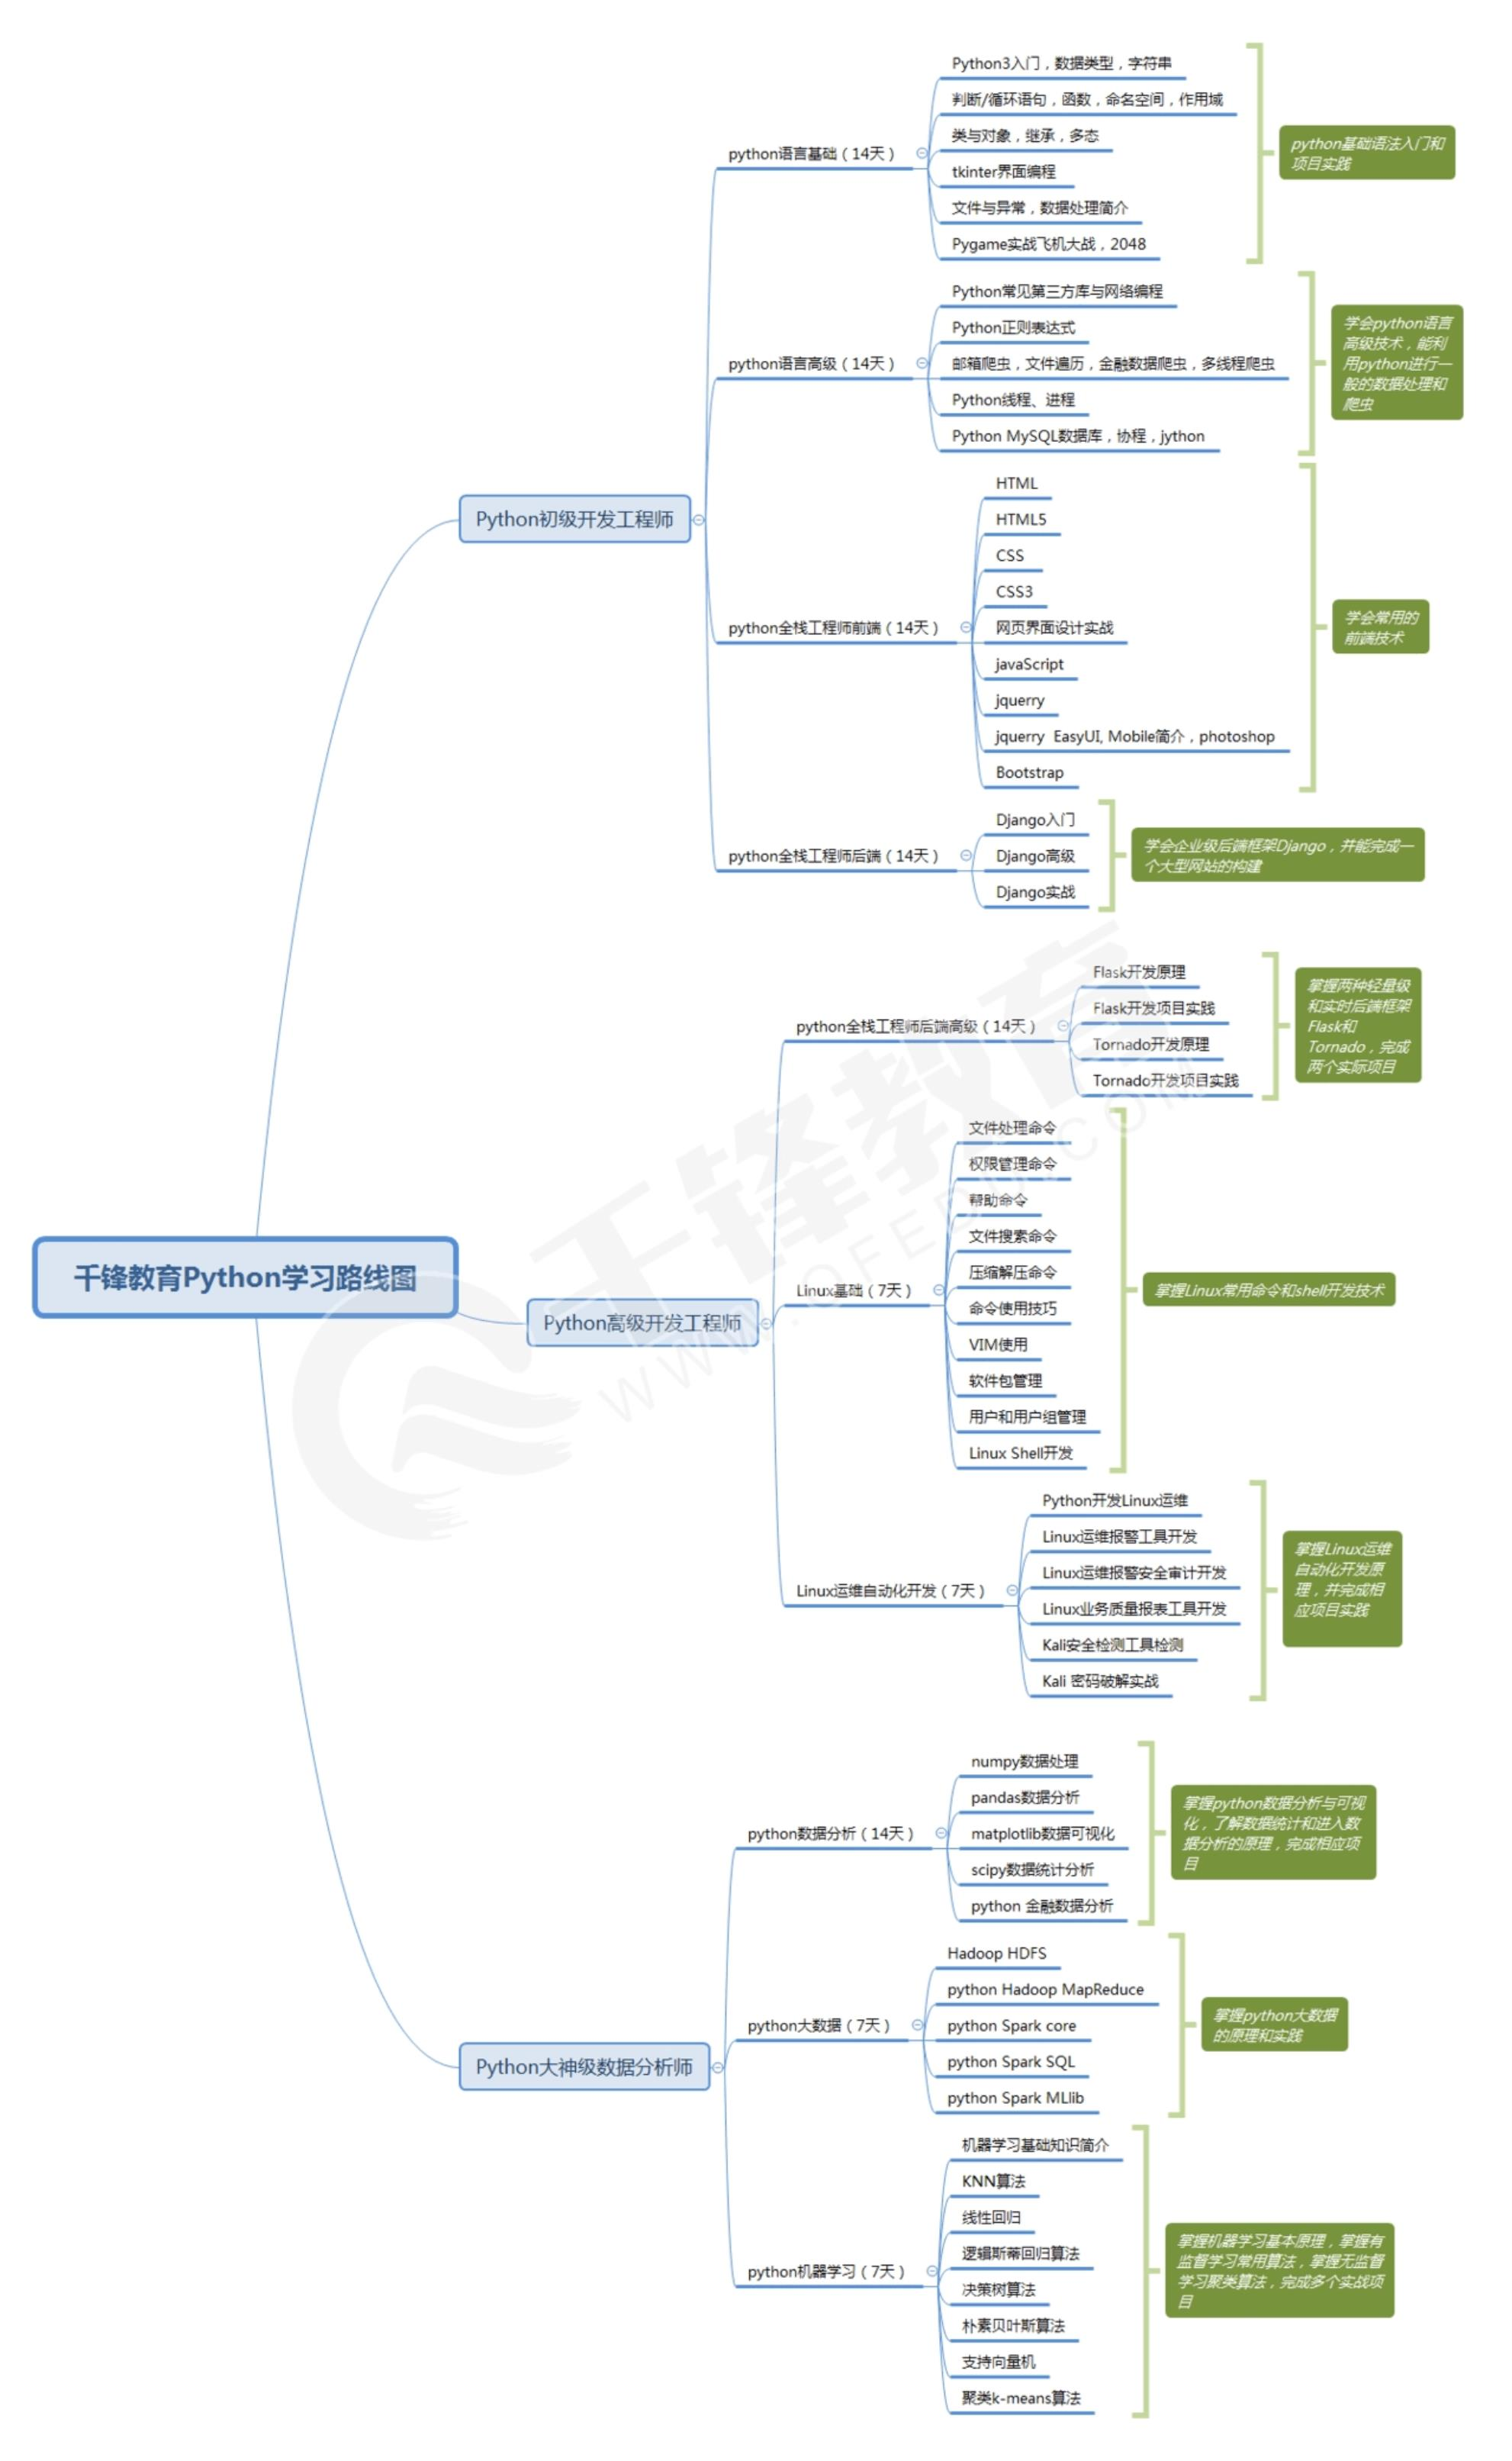 千锋教育Python学习路线图
Python初级开发工程师
python语言基础（14天）
Python3入门，数据类型，字符串
判断/循环语句，函数，命名空间，作用域
类与对象，继承，多态
tkinter界面编程
文件与异常，数据处理简介
Pygame实战飞机大战，2048
python基础语法入门和
项目实践
python语言高级（14天）
Python常见第三方库与网络编程
Python正则表达式
邮箱爬虫，文件遍历，金融数据爬虫，多线程爬虫
Python线程、进程
Python MySQL数据库，协程，jython
学会python语言
高级技术，能利
用python进行一
般的数据处理和
爬虫
python全栈工程师前端（14天）
HTML
HTML5
CSS
CSS3
网页界面设计实战
javaScript
jquerry
jquerry EasyUI, Mobile简介，photoshop
Bootstrap
学会常用的
前端技术
python全栈工程师后端（14天）
Django入门
Django高级
Django实战
学会企业级后端框架Django，并能完成一
个大型网站的构建
Python高级开发工程师
python全栈工程师后端高级（14天）
Flask开发原理
Flask开发项目实践
Tornado开发原理
Tornado开发项目实践
掌握两种轻量级
和实时后端框架
Flask和
Tornado，完成
两个实际项目
Linux基础（7天）
文件处理命令
权限管理命令
帮助命令
文件搜素命令
压缩解压命令
命令使用技巧
VIM使用
软件包管理
用户和用户组管理
Linux Shell开发
掌握Linux常用命令和shell开发技术
Linux运维自动化开发（7天）
Python开发Linux运维
Linux运维报警工具开发
Linux运维报警安全审计开发
Linux业务质量报表工具开发
Kali安全检测工具检测
Kali 密码破解实战
掌握Linux运维
自动化开发原
理，并完成相
应项目实践
Python大神级数据分析师
python数据分析（14天）
numpy数据处理
pandas数据分析
matplotlib数据可视化
scipy数据统计分析
python 金融数据分析
掌握python数据分析与可视
化，了解数据统计和进入数
据分析的原理，完成相应项
目
python大数据（7天）
Hadoop HDFS
python Hadoop MapReduce
python Spark core
python Spark SQL
python Spark MLlib
掌握python大数据
的原理和实践
python机器学习（7天）
机器学习基础知识简介
KNN算法
线性回归
逻辑斯蒂回归算法
决策树算法
朴素贝叶斯算法
支持向量机
聚类k-means算法
掌握机器学习基本原理，掌握有
监督学习常用算法，掌握无监督
学习聚类算法，完成多个实战项
目
千锋教育
WWW.QFEDU.COM